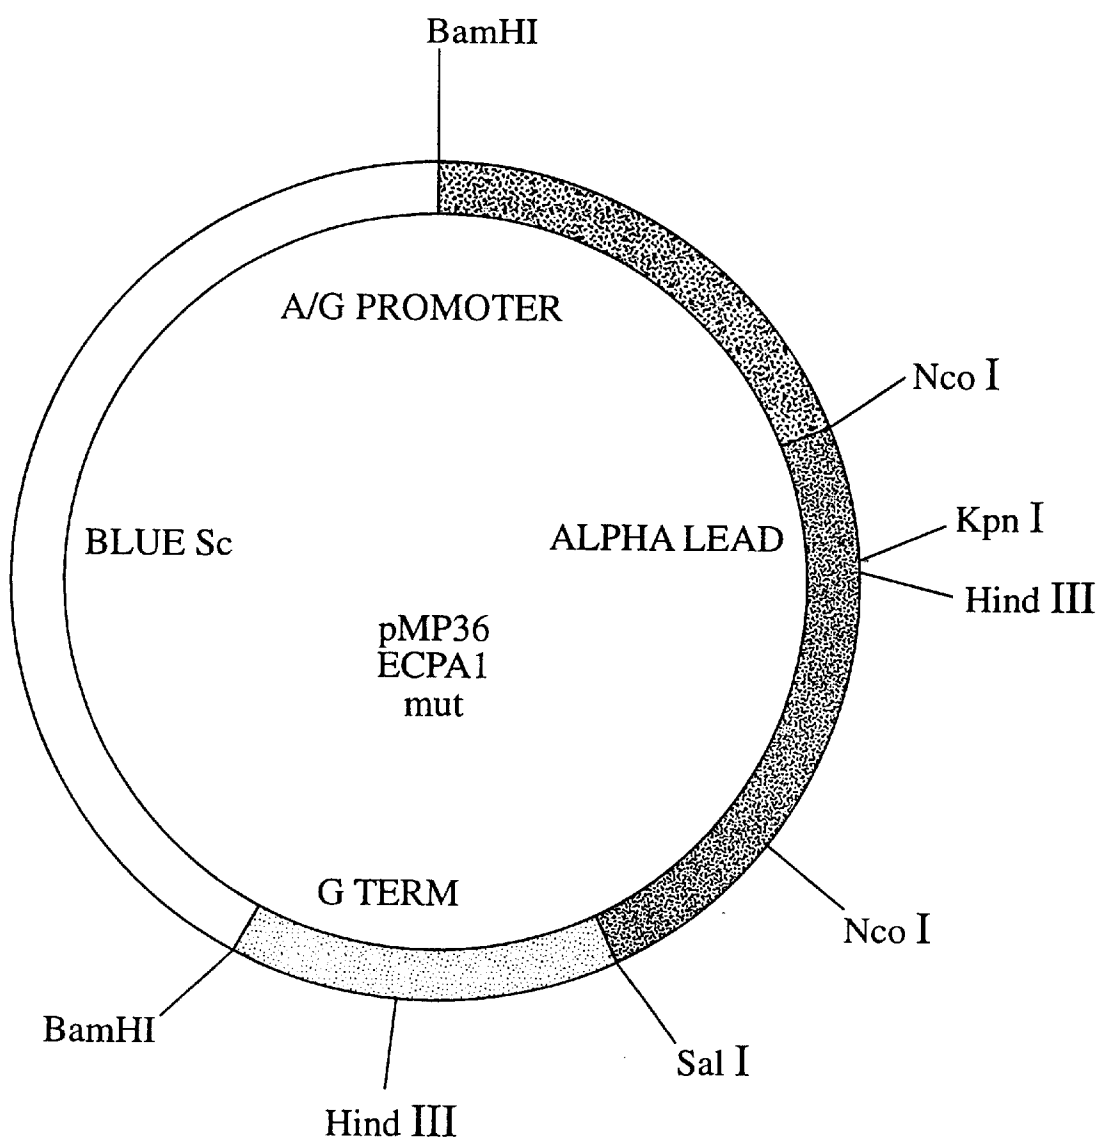 BamHI
A/G PROMOTER
Nco I
Kpn I
BLUE Sc
ALPHA LEAD
Hind III
pMP36
ECPA1
mut
G TERM
Nco I
BamHI
Sal I
Hind III